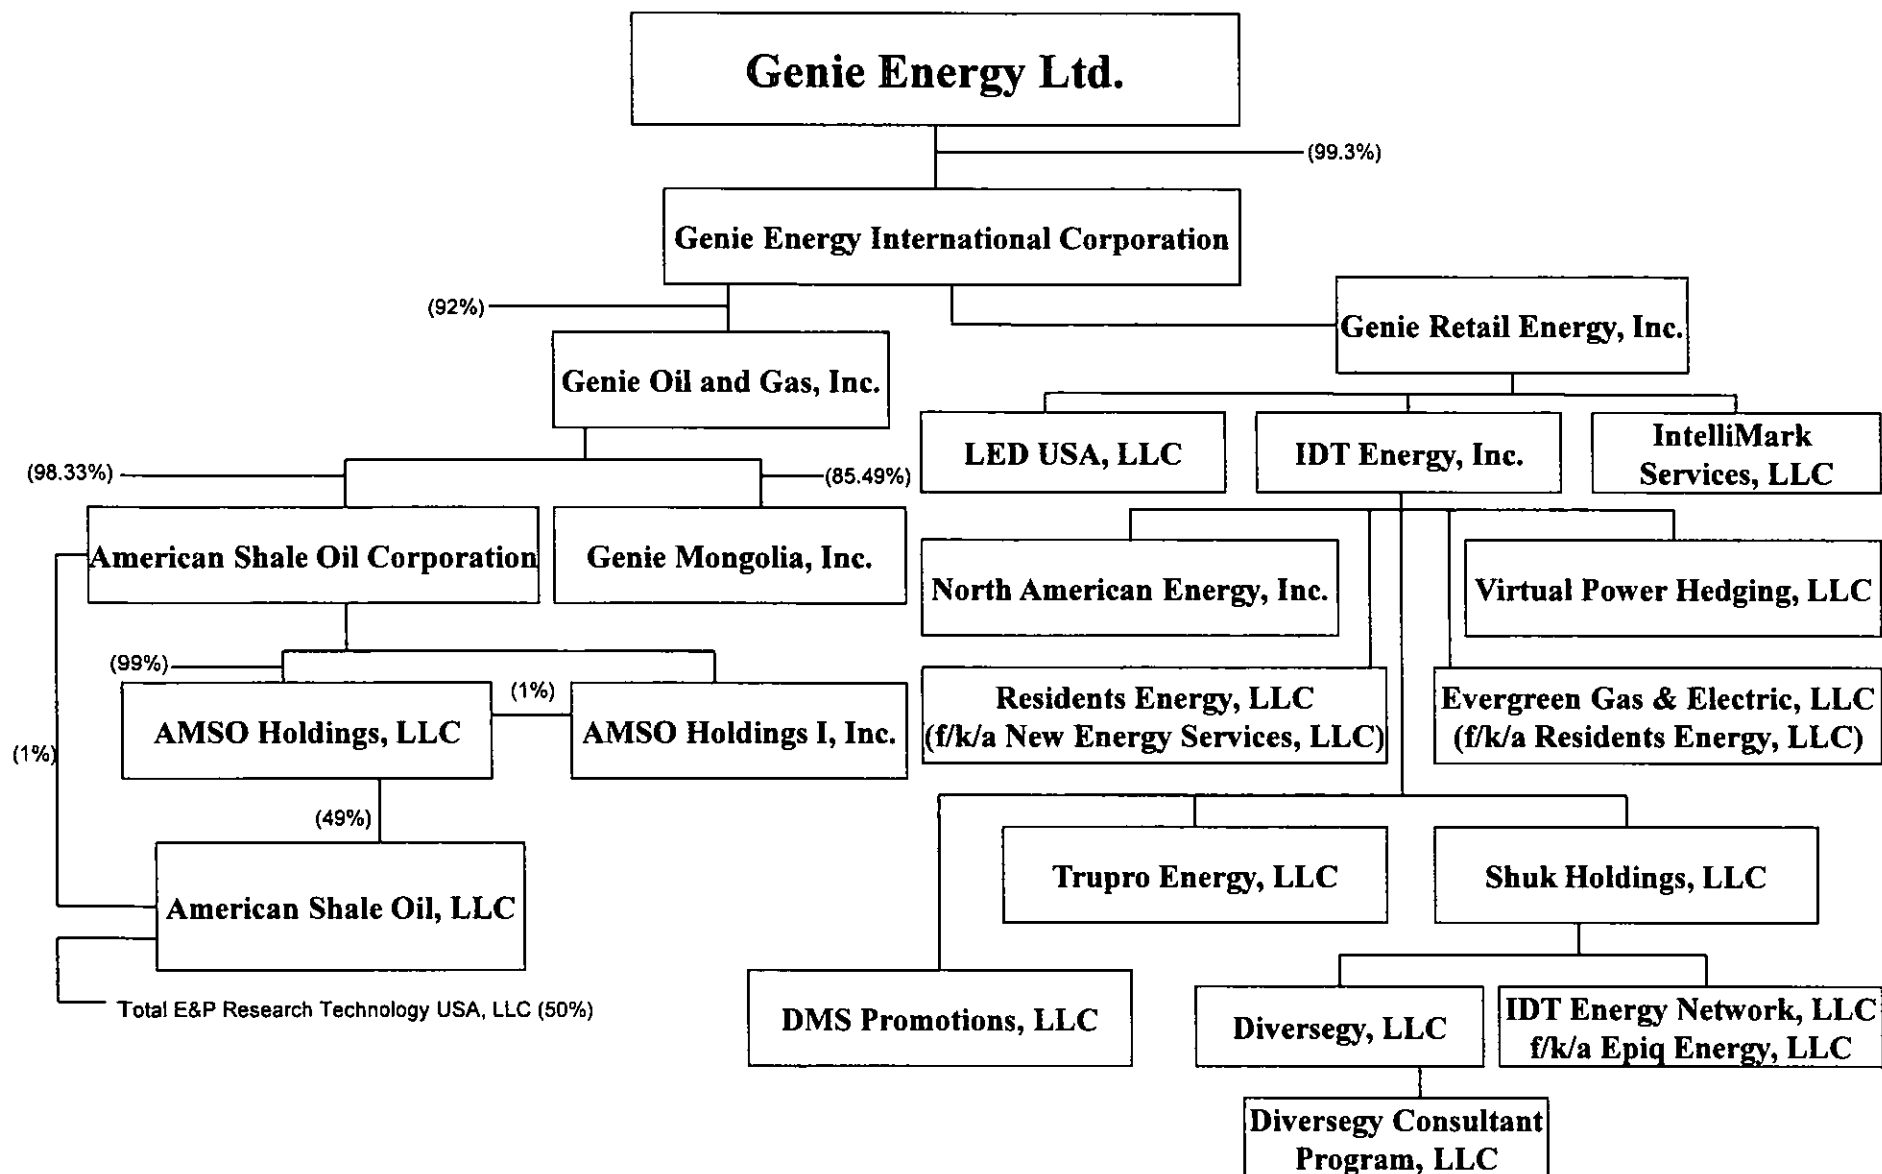 Genie Energy Ltd.
(99.3%)
Genie Energy International Corporation
(92%)
Genie Retail Energy, Inc.
Genie Oil and Gas, Inc.
LED USA, LLC
IDT Energy, Inc.
IntelliMark
Services, LLC
(98.33%)
(85.49%)
American Shale Oil Corporation
Genie Mongolia, Inc.
North American Energy, Inc.
Virtual Power Hedging, LLC
(99%)
(1%)
AMSO Holdings, LLC
AMSO Holdings I, Inc.
Residents Energy, LLC
(f/k/a New Energy Services, LLC)
Evergreen Gas & Electric, LLC
(f/k/a Residents Energy, LLC)
(1%)
(49%)
American Shale Oil, LLC
Trupro Energy, LLC
Shuk Holdings, LLC
Total E&P Research Technology USA, LLC (50%)
DMS Promotions, LLC
Diversegy, LLC
IDT Energy Network, LLC
f/k/a Epiq Energy, LLC
Diversegy Consultant
Program, LLC